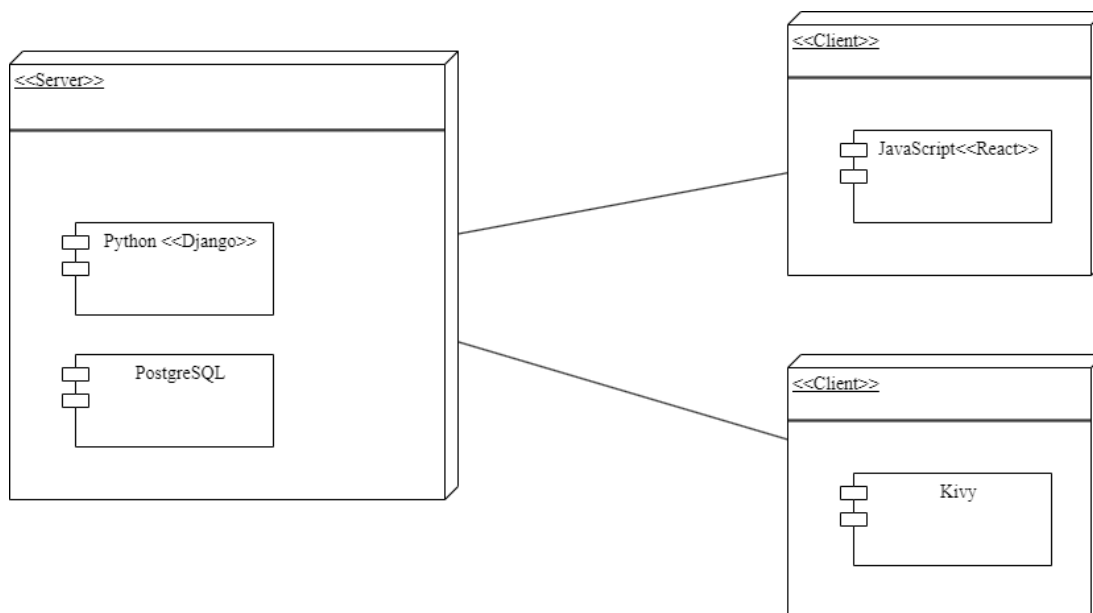 <<Server>>
Python <<Django>>
PostgreSQL
<<Client>>
JavaScript<<React>>
<<Client>>
Kivy